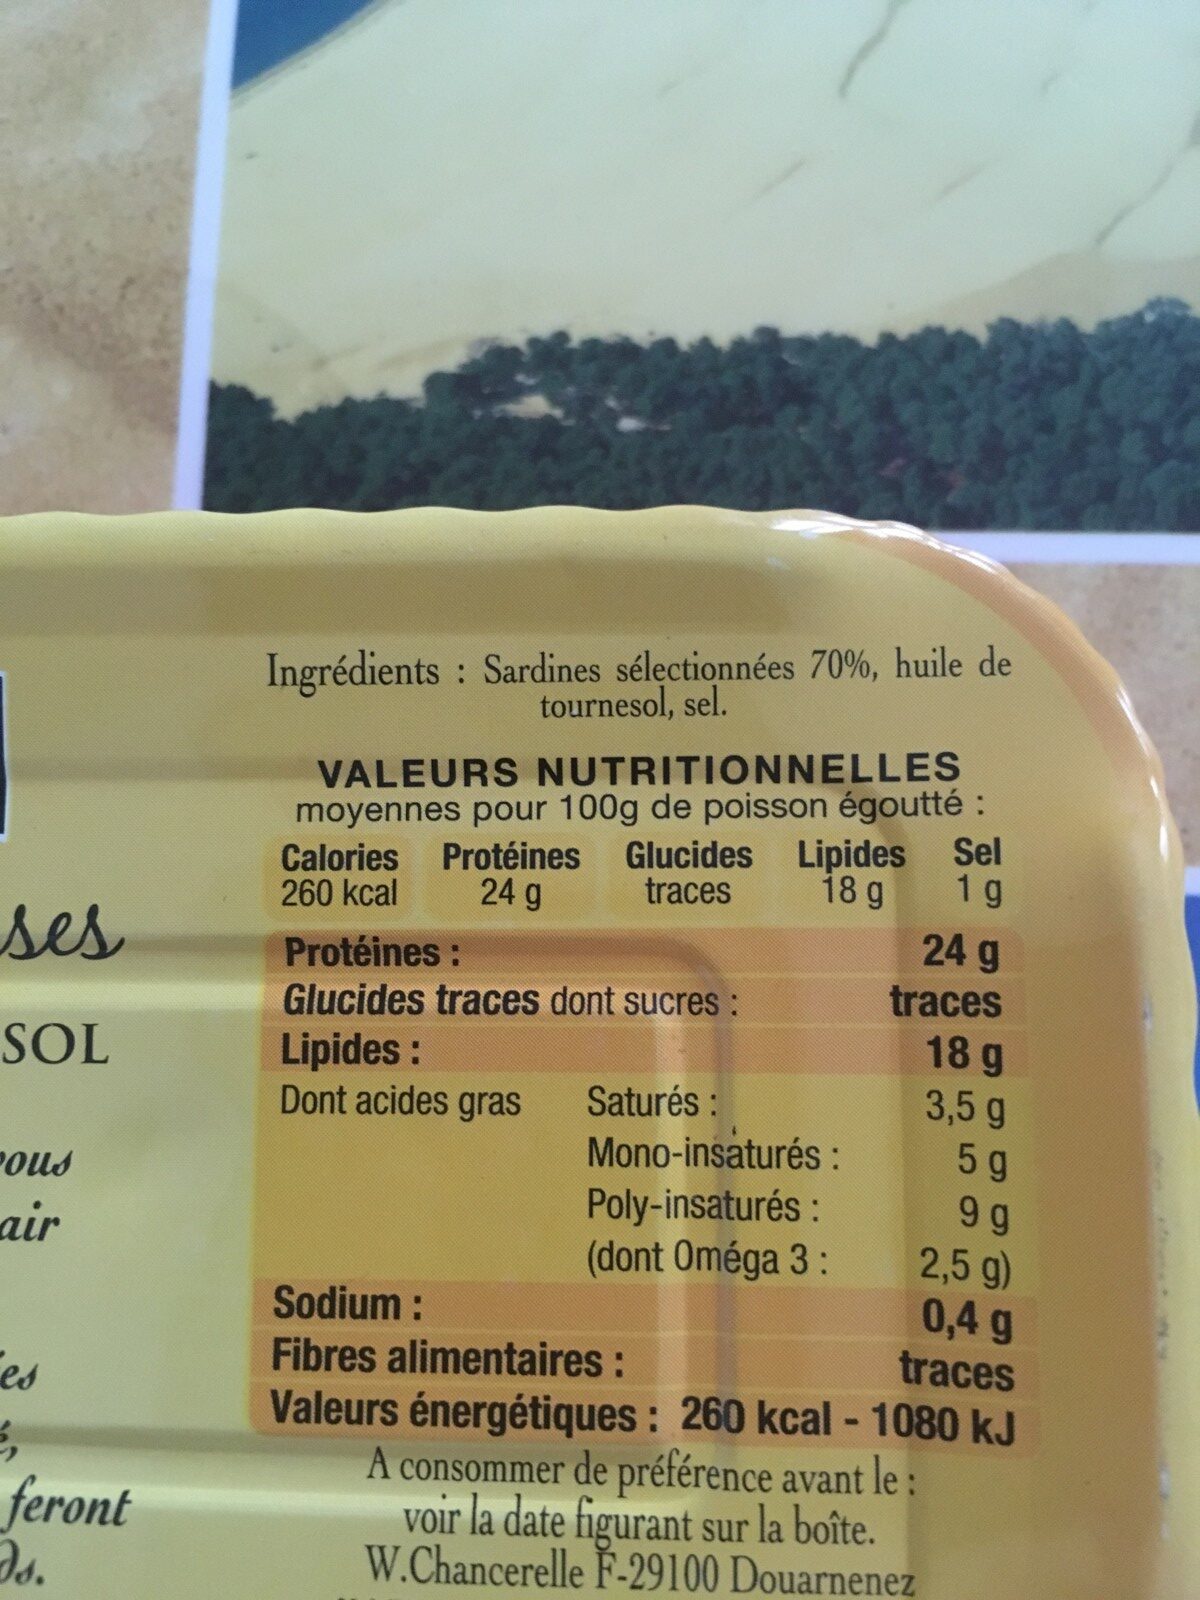 Ingrédients : Sardines sélectionnées 70%, huile de
tournesol, sel.
VALEURS NUTRITIONNELLES
moyennes pour 100g de poisson égoutté :
Calories Protéines Glucides Lipides Sel
260 kcal 24 g traces 18 g 1 g
Protéines : 24 g
Glucides traces dont sucres : traces
Lipides : 18 g
Dont acides gras Saturés : 3,5 g
Mono-insaturés : 5 g
Poly-insaturés : 9 g
(dont Oméga 3 : 2,5 g)
Sodium : 0,4 g
Fibres alimentaires : traces
Valeurs énergétiques : 260 kcal - 1080 kJ
A consommer de préférence avant le :
voir la date figurant sur la boîte.
W.Chancerelle F-29100 Douarnenez
ses
SOL
air
feront